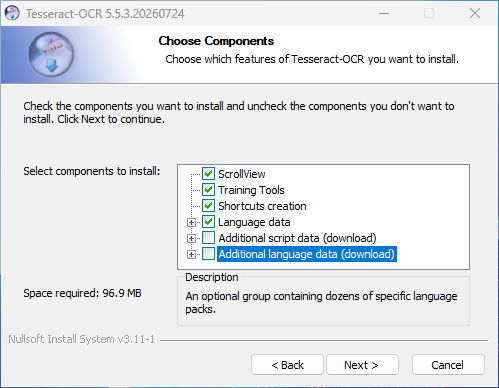 Tesseract-OCR 5.5.3.20260724
Choose Components
Choose which features of Tesseract-OCR you want to install.
Check the components you want to install and uncheck the components you don't want to
install. Click Next to continue.
Select components to install:
ScrollView
Training Tools
Shortcuts creation
Language data
Additional script data (download)
Additional language data (download)
Space required: 96.9 MB
Description
An optional group containing dozens of specific language
packs.
Nullsoft Install System v3.11-1
< Back
Next >
Cancel